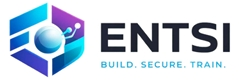 ENTSI
BUILD. SECURE. TRAIN.